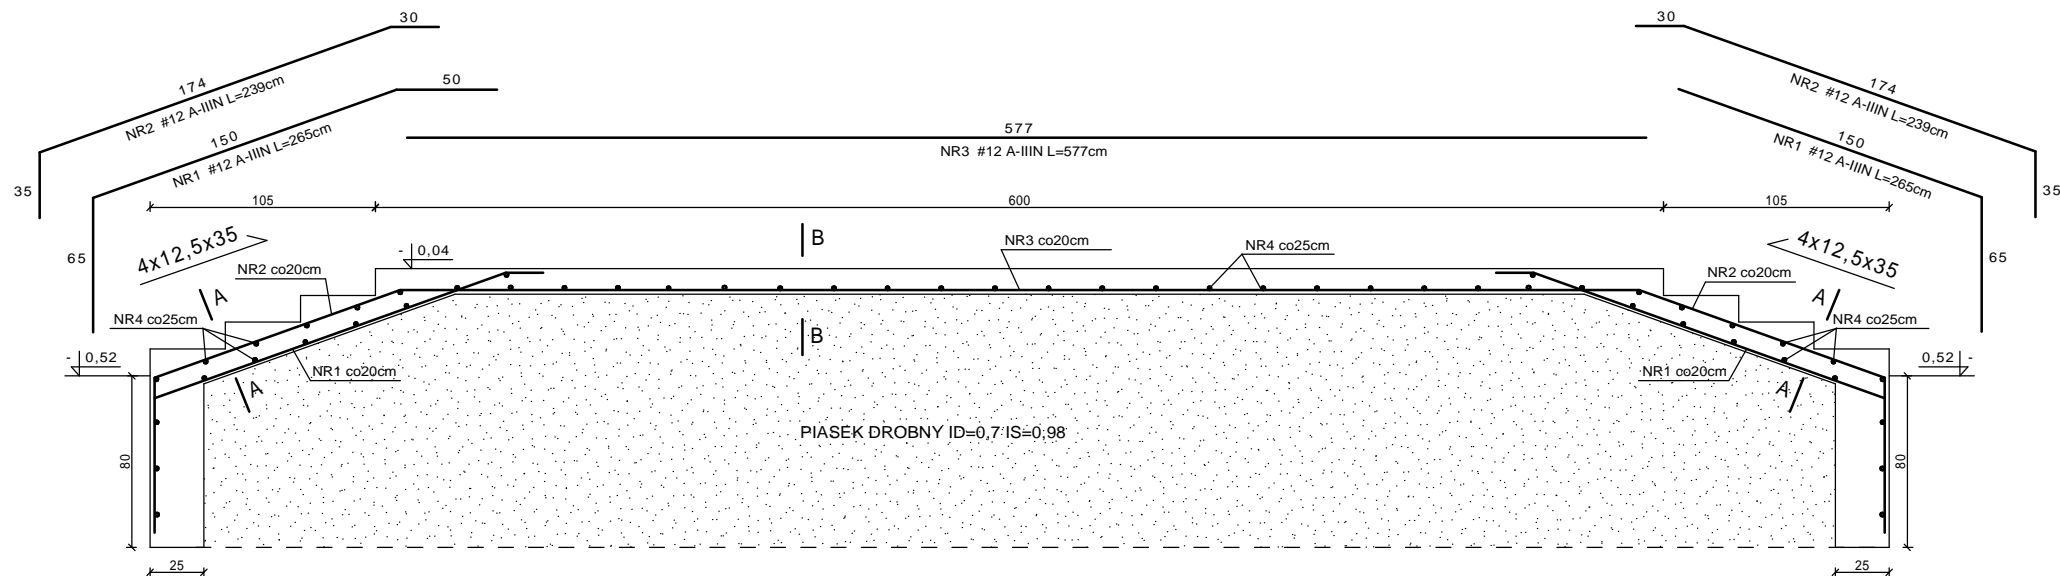 30
30
174
NR2 #12 A-IIIN L=239cm
50
174
NR2 #12 A-IIIN L=239cm
150
NR1 #12 A-IIIN L=265cm
577
NR3 #12 A-IIIN L=577cm
150
NR1 #12 A-IIIN L=265cm
35
35
105
600
105
65
4x12,5x35
- 0,04
B
NR3 co20cm
NR4 co25cm
4x12,5x35
65
NR2 co20cm
NR2 co20cm
A
A
NR4 co25cm
B
NR4 co25cm
- 0,52
0,52 -
NR1 co20cm
NR1 co20cm
A
A
PIASEK DROBNY ID=0,7 IS=0,98
80
80
25
25